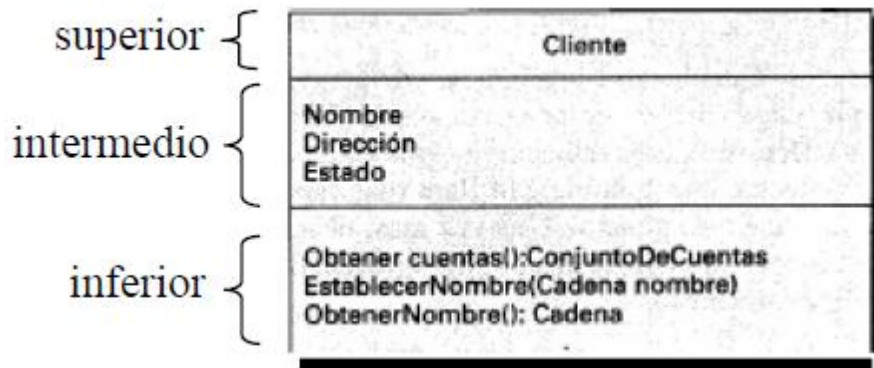 superior
Cliente
intermedio
Nombre
Dirección
Estado
inferior
Obtener cuentas():ConjuntoDeCuentas
EstablecerNombre(Cadena nombre)
ObtenerNombre(): Cadena